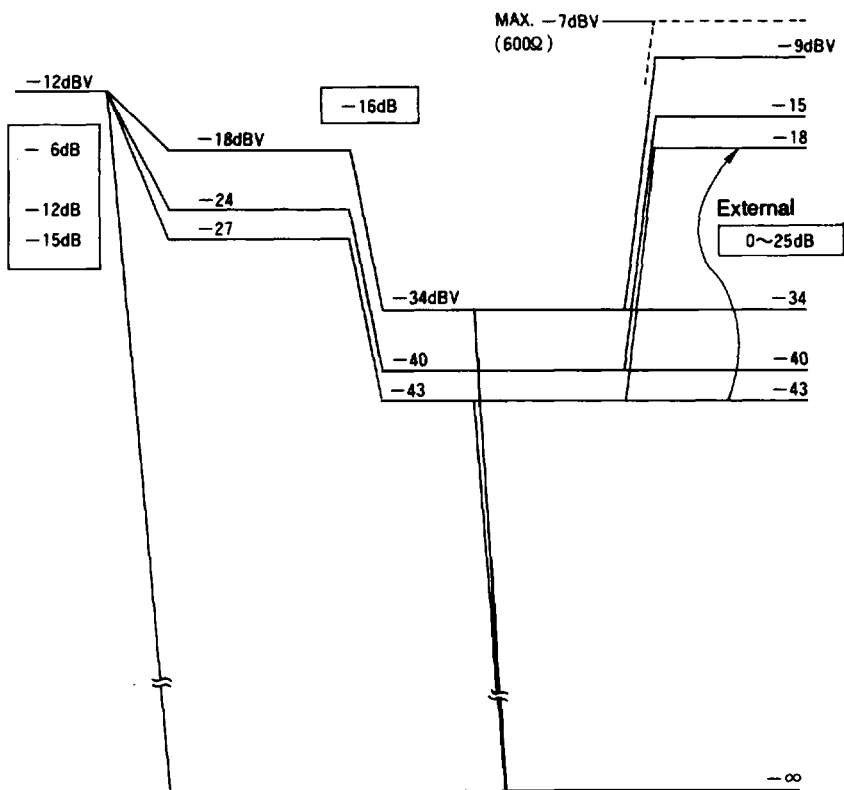 MAX. −7dBV
(600Ω)
−9dBV
−12dBV
−16dB
−15
−18dBV
−18
− 6dB
−24
External
−12dB
−27
0〜25dB
−15dB
−34dBV
−34
−40
−40
−43
−43
−∞